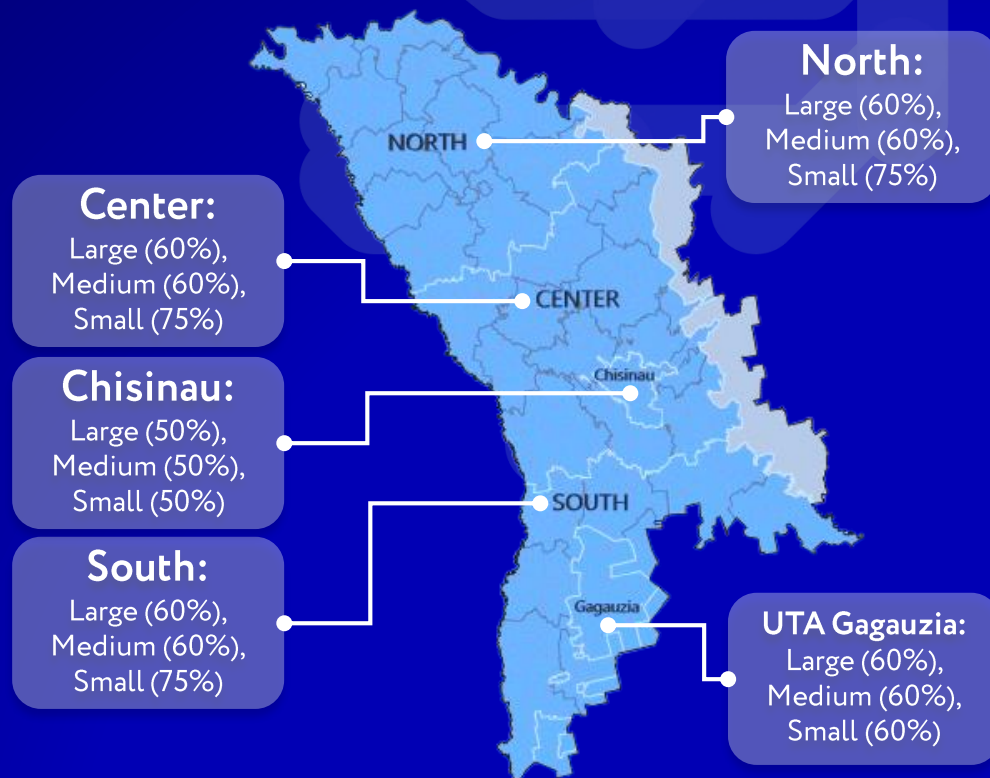 North:
Large (60%),
Medium (60%),
Small (75%)
NORTH
Center:
Large (60%),
Medium (60%),
Small (75%)
CENTER
Chisinau
Chisinau:
Large (50%),
Medium (50%),
Small (50%)
SOUTH
South:
Large (60%),
Medium (60%),
Small (75%)
Gagauzia
UTA Gagauzia:
Large (60%),
Medium (60%),
Small (60%)